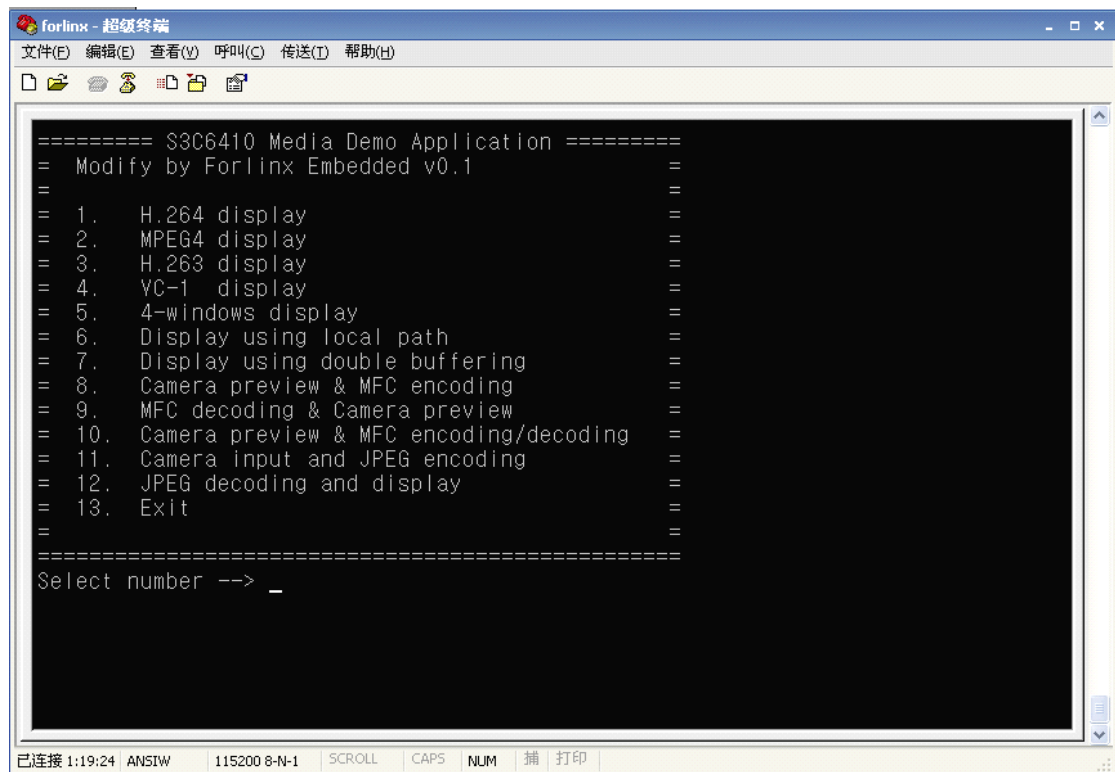 forlinx - 超级终端
文件(F) 编辑(E) 查看(V) 呼叫(C) 传送(T) 帮助(H)
========= S3C6410 Media Demo Application =========
= Modify by Forlinx Embedded v0.1 =
= =
= 1. H.264 display =
= 2. MPEG4 display =
= 3. H.263 display =
= 4. VC-1 display =
= 5. 4-windows display =
= 6. Display using local path =
= 7. Display using double buffering =
= 8. Camera preview & MFC encoding =
= 9. MFC decoding & Camera preview =
= 10. Camera preview & MFC encoding/decoding =
= 11. Camera input and JPEG encoding =
= 12. JPEG decoding and display =
= 13. Exit =
= =
==================================================
Select number --> _
已连接 1:19:24 ANSIW 115200 8-N-1 SCROLL CAPS NUM 捕 打印